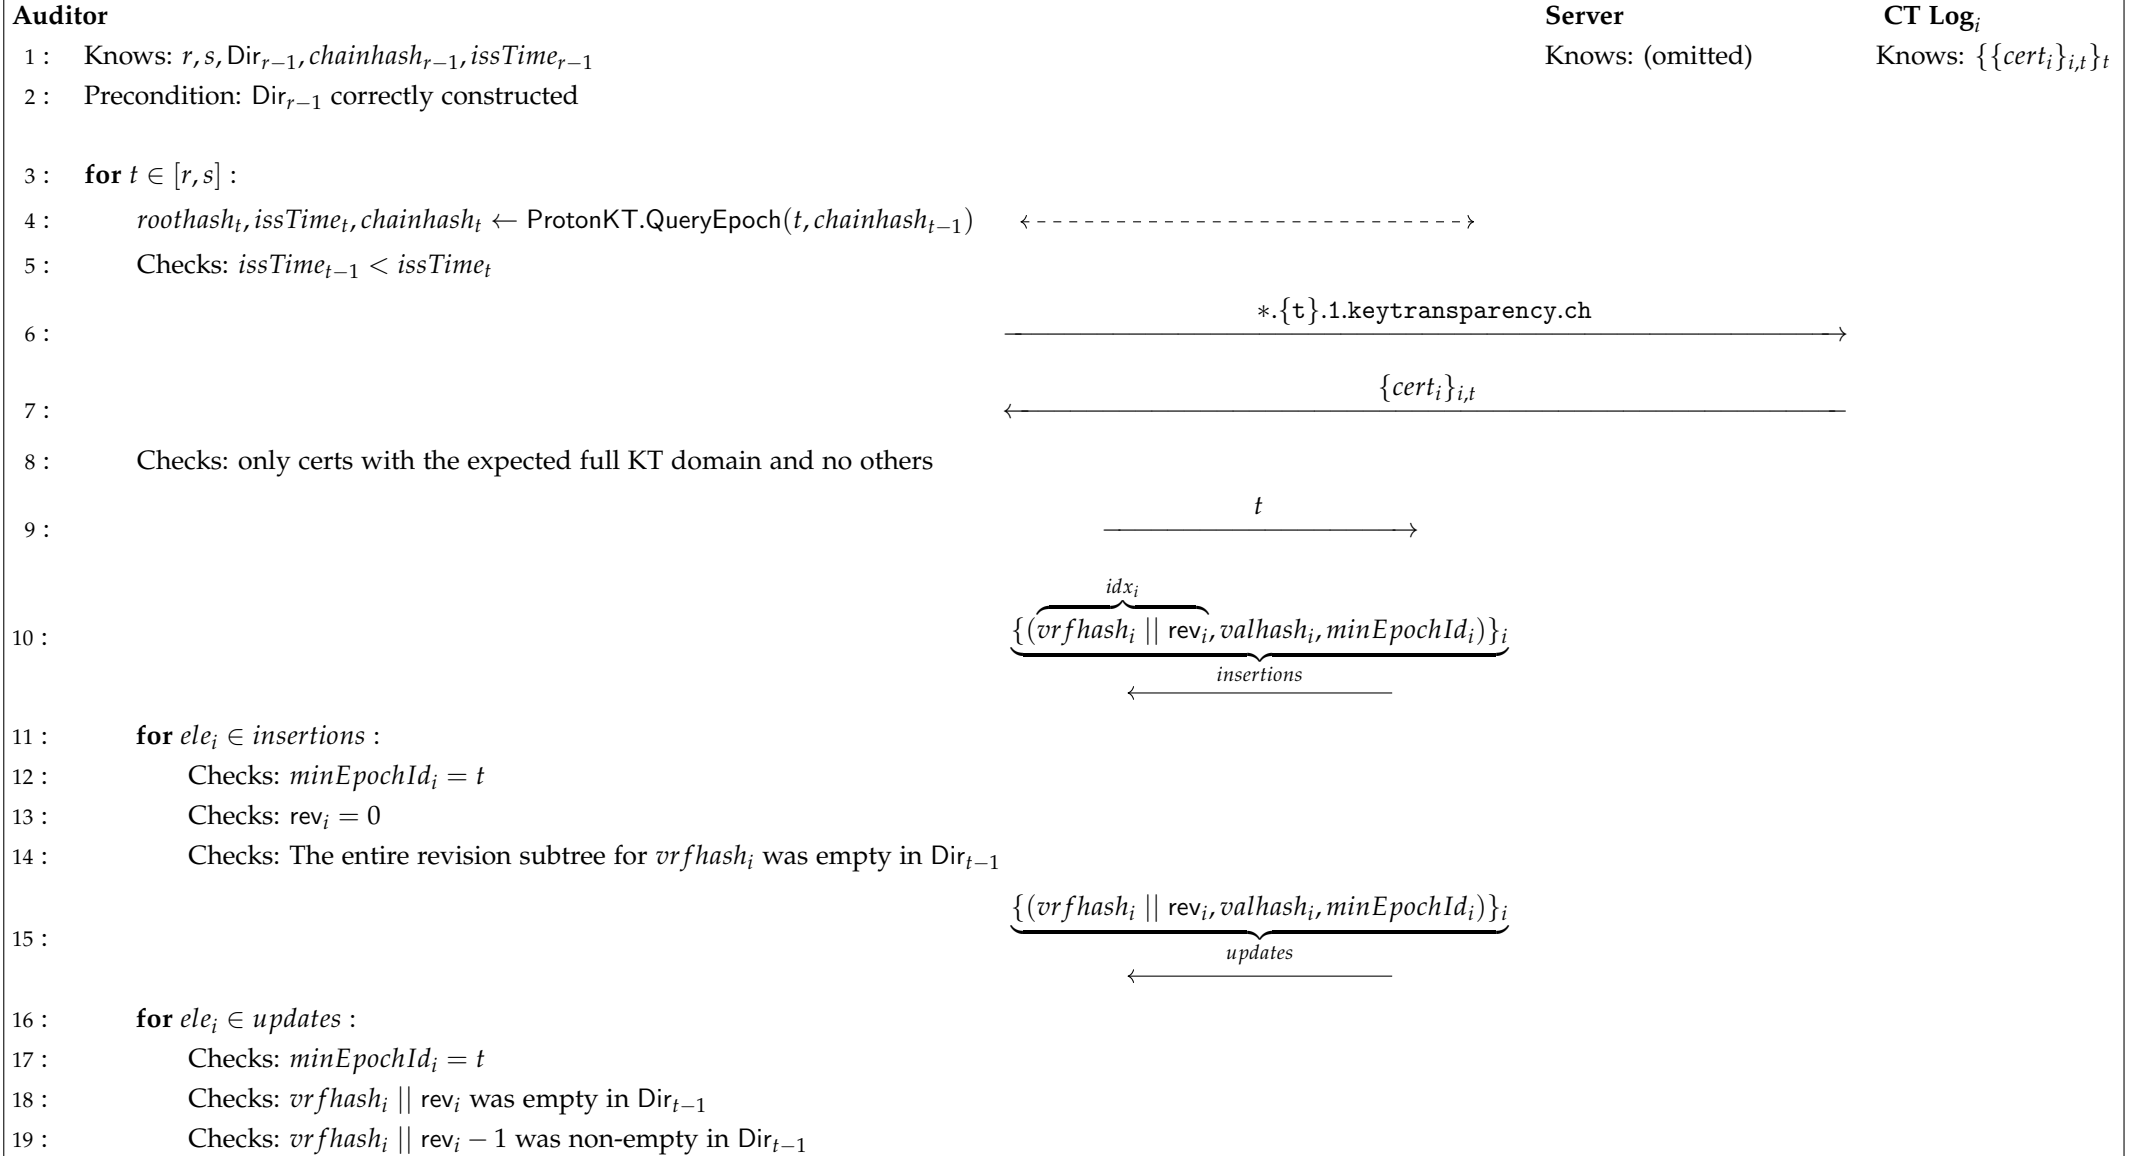 Auditor Server CT Log_i
1 : Knows: r, s, Dir_{r−1}, chainhash_{r−1}, issTime_{r−1} Knows: (omitted) Knows: {{cert_i}_{i,t}}_t
2 : Precondition: Dir_{r−1} correctly constructed
3 : for t ∈ [r, s] :
4 : roothash_t, issTime_t, chainhash_t ← ProtonKT.QueryEpoch(t, chainhash_{t−1})
5 : Checks: issTime_{t−1} < issTime_t
∗.{t}.1.keytransparency.ch
6 :
{cert_i}_{i,t}
7 :
8 : Checks: only certs with the expected full KT domain and no others
t
9 :
idx_i
10 : {(vrfhash_i || rev_i, valhash_i, minEpochId_i)}_i
insertions
11 : for ele_i ∈ insertions :
12 : Checks: minEpochId_i = t
13 : Checks: rev_i = 0
14 : Checks: The entire revision subtree for vrfhash_i was empty in Dir_{t−1}
{(vrfhash_i || rev_i, valhash_i, minEpochId_i)}_i
15 :
updates
16 : for ele_i ∈ updates :
17 : Checks: minEpochId_i = t
18 : Checks: vrfhash_i || rev_i was empty in Dir_{t−1}
19 : Checks: vrfhash_i || rev_i − 1 was non-empty in Dir_{t−1}